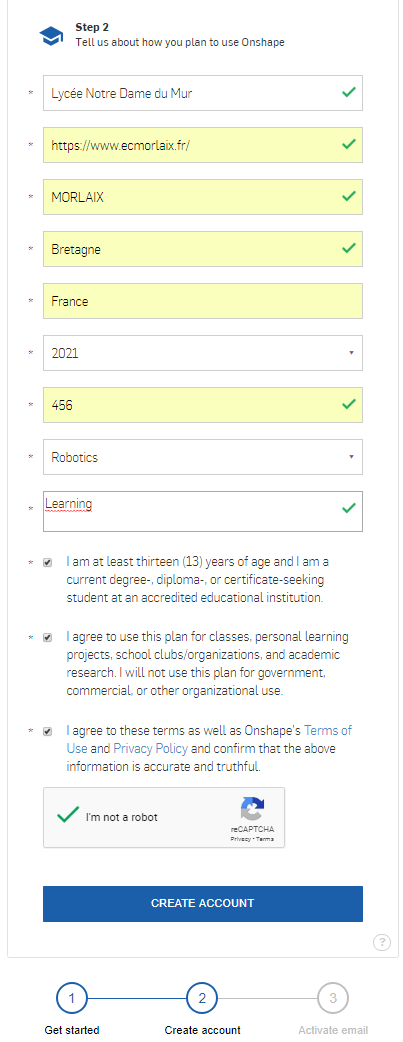 Step 2
Tell us about how you plan to use Onshape
* Lycée Notre Dame du Mur
* https://www.ecmorlaix.fr/
* MORLAIX
* Bretagne
* France
* 2021
* 456
* Robotics
* Learning
* I am at least thirteen (13) years of age and I am a
current degree-, diploma-, or certificate-seeking
student at an accredited educational institution.
* I agree to use this plan for classes, personal learning
projects, school clubs/organizations, and academic
research. I will not use this plan for government,
commercial, or other organizational use.
* I agree to these terms as well as Onshape's Terms of
Use and Privacy Policy and confirm that the above
information is accurate and truthful.
I'm not a robot
reCAPTCHA
Privacy - Terms
CREATE ACCOUNT
?
1 2 3
Get started Create account Activate email